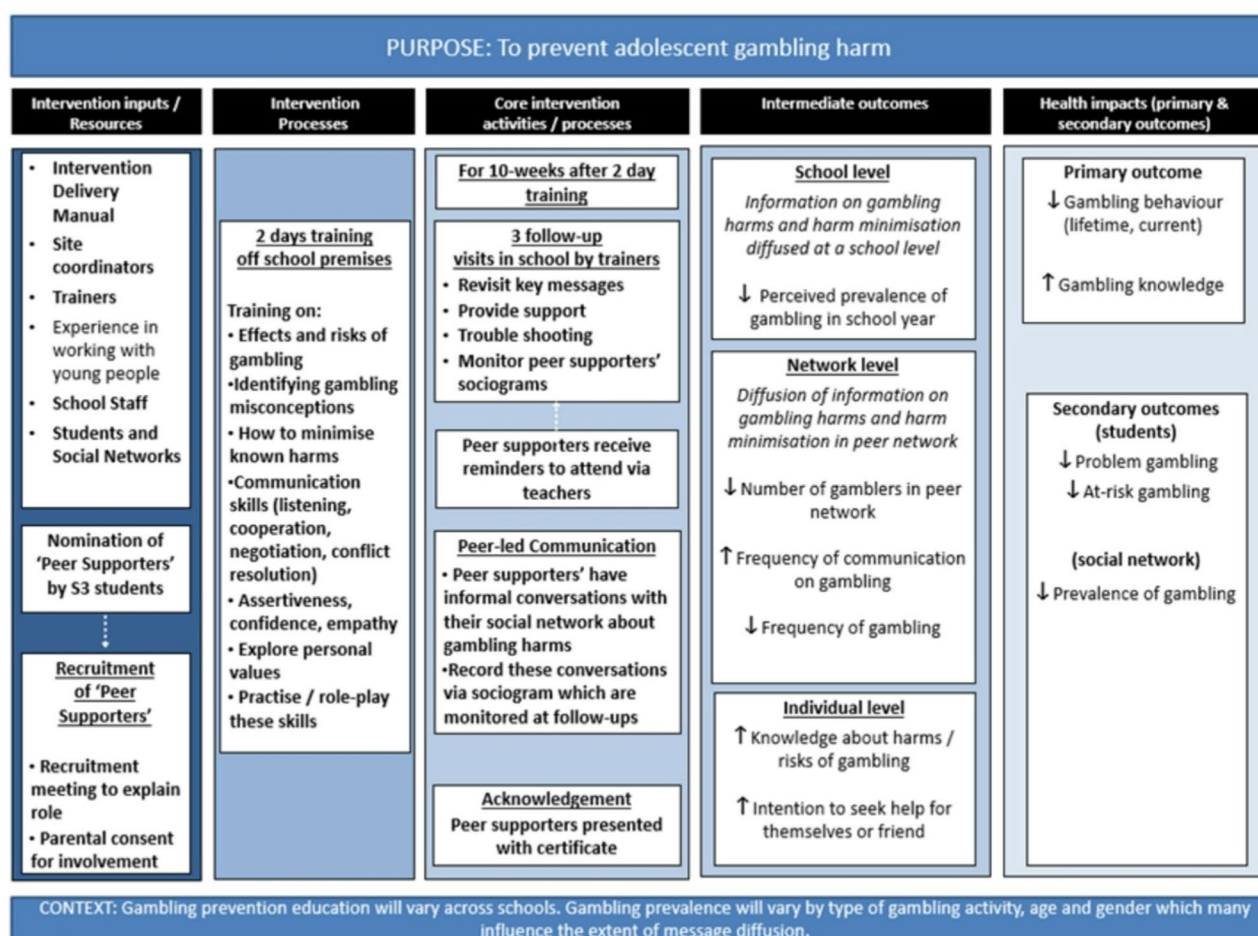 PURPOSE: To prevent adolescent gambling harm
Intervention inputs /
Resources
• Intervention
Delivery
Manual
• Site
coordinators
• Trainers
• Experience in
working with
young people
• School Staff
• Students and
Social Networks
Nomination of
‘Peer Supporters’
by S3 students
Recruitment
of ‘Peer
Supporters’
• Recruitment
meeting to explain
role
• Parental consent
for involvement
Intervention
Processes
2 days training
off school premises
Training on:
• Effects and risks of
gambling
•Identifying gambling
misconceptions
• How to minimise
known harms
•Communication
skills (listening,
cooperation,
negotiation, conflict
resolution)
• Assertiveness,
confidence, empathy
• Explore personal
values
• Practise / role-play
these skills
Core intervention
activities / processes
For 10-weeks after 2 day
training
3 follow-up
visits in school by trainers
• Revisit key messages
• Provide support
• Trouble shooting
• Monitor peer supporters’
sociograms
Peer supporters receive
reminders to attend via
teachers
Peer-led Communication
• Peer supporters’ have
informal conversations with
their social network about
gambling harms
•Record these conversations
via sociogram which are
monitored at follow-ups
Acknowledgement
Peer supporters presented
with certificate
Intermediate outcomes
School level
Information on gambling
harms and harm minimisation
diffused at a school level
↓ Perceived prevalence of
gambling in school year
Network level
Diffusion of information on
gambling harms and harm
minimisation in peer network
↓ Number of gamblers in peer
network
↑ Frequency of communication
on gambling
↓ Frequency of gambling
Individual level
↑ Knowledge about harms /
risks of gambling
↑ Intention to seek help for
themselves or friend
Health impacts (primary &
secondary outcomes)
Primary outcome
↓ Gambling behaviour
(lifetime, current)
↑ Gambling knowledge
Secondary outcomes
(students)
↓ Problem gambling
↓ At-risk gambling
(social network)
↓ Prevalence of gambling
CONTEXT: Gambling prevention education will vary across schools. Gambling prevalence will vary by type of gambling activity, age and gender which many
influence the extent of message diffusion.